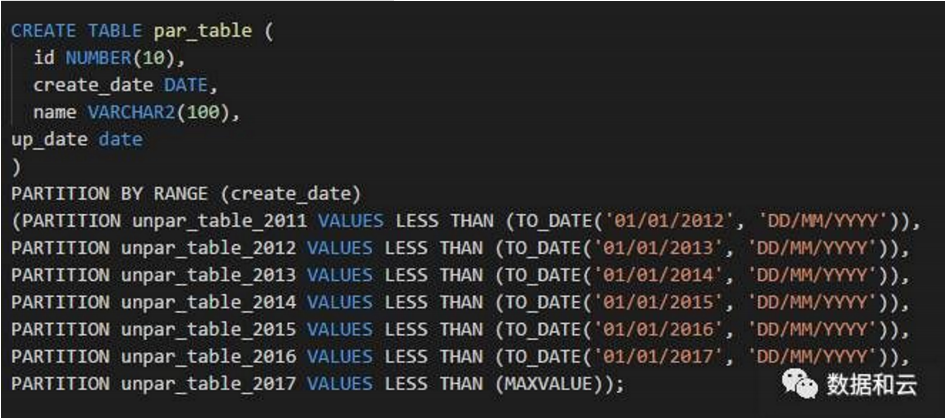 CREATE TABLE par_table (
id NUMBER(10),
create_date DATE,
name VARCHAR2(100),
up_date date
)
PARTITION BY RANGE (create_date)
(PARTITION unpar_table_2011 VALUES LESS THAN (TO_DATE('01/01/2012', 'DD/MM/YYYY')),
PARTITION unpar_table_2012 VALUES LESS THAN (TO_DATE('01/01/2013', 'DD/MM/YYYY')),
PARTITION unpar_table_2013 VALUES LESS THAN (TO_DATE('01/01/2014', 'DD/MM/YYYY')),
PARTITION unpar_table_2014 VALUES LESS THAN (TO_DATE('01/01/2015', 'DD/MM/YYYY')),
PARTITION unpar_table_2015 VALUES LESS THAN (TO_DATE('01/01/2016', 'DD/MM/YYYY')),
PARTITION unpar_table_2016 VALUES LESS THAN (TO_DATE('01/01/2017', 'DD/MM/YYYY')),
PARTITION unpar_table_2017 VALUES LESS THAN (MAXVALUE));
数据和云